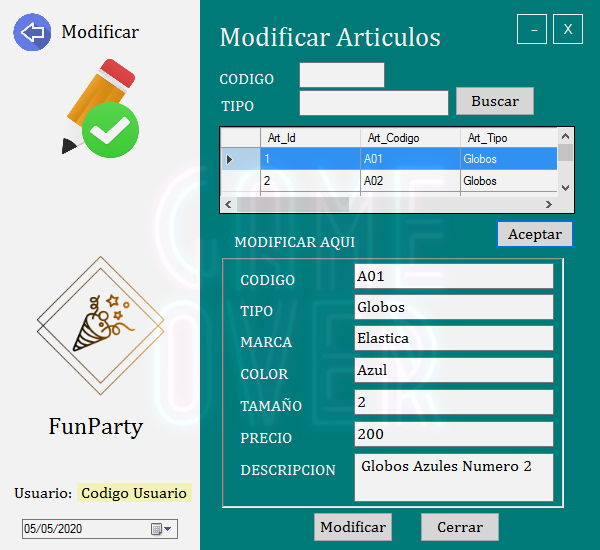 Modificar
Modificar Articulos
– X
CODIGO
TIPO
Buscar
Art_Id Art_Codigo Art_Tipo
1 A01 Globos
2 A02 Globos
Aceptar
MODIFICAR AQUI
CODIGO A01
TIPO Globos
MARCA Elastica
COLOR Azul
TAMAÑO 2
PRECIO 200
DESCRIPCION Globos Azules Numero 2
Modificar Cerrar
FunParty
Usuario: Codigo Usuario
05/05/2020
GAME
OVER